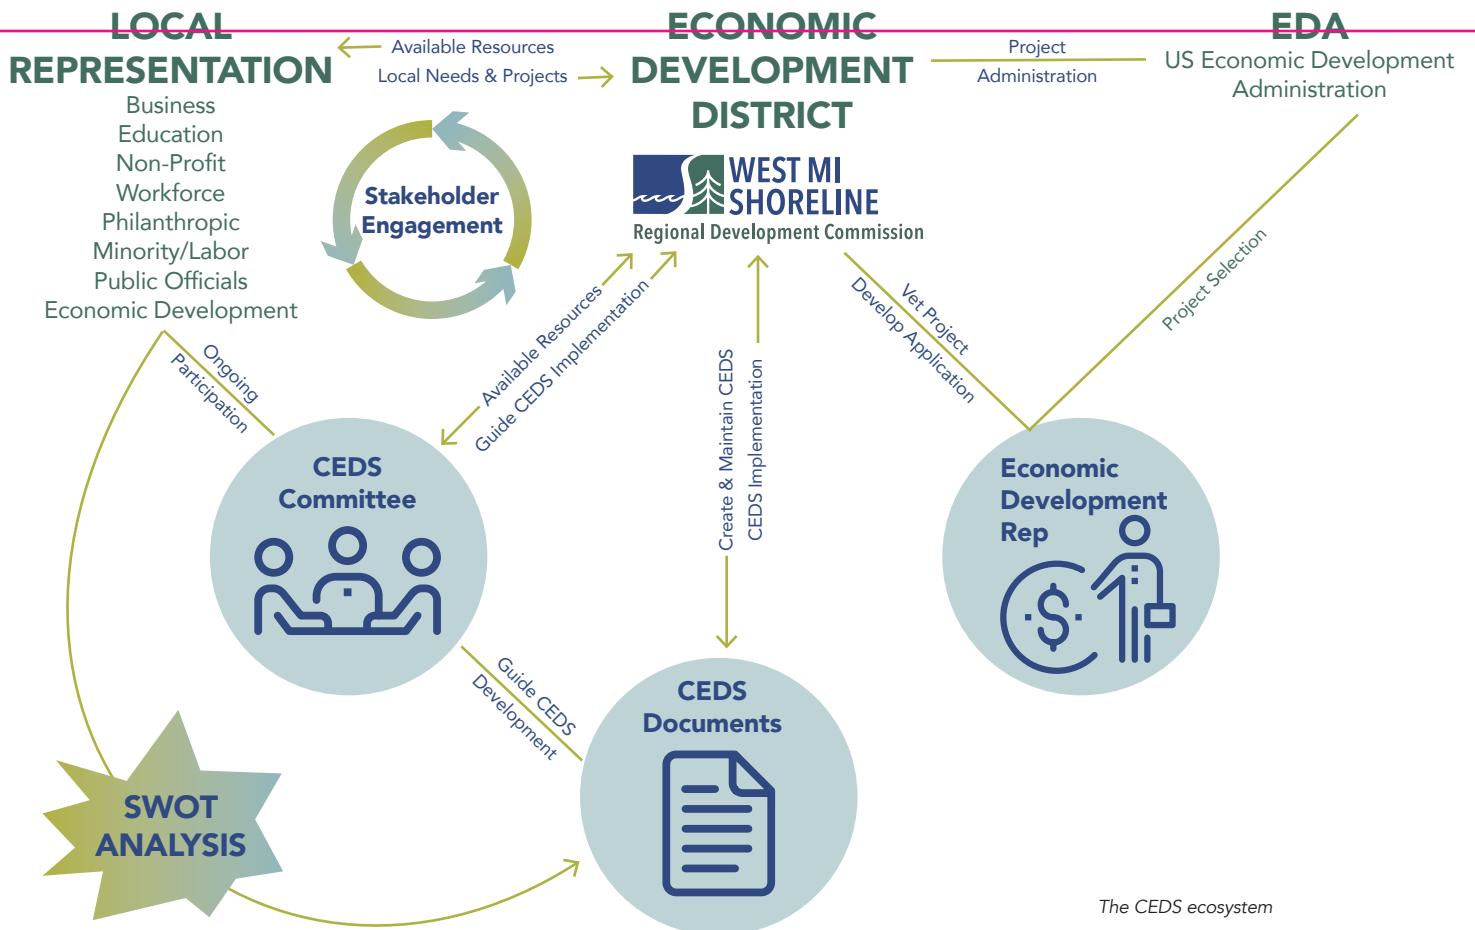 LOCAL
REPRESENTATION
Business
Education
Non-Profit
Workforce
Philanthropic
Minority/Labor
Public Officials
Economic Development
Available Resources
Local Needs & Projects
Stakeholder
Engagement
ECONOMIC
DEVELOPMENT
DISTRICT
WEST MI
SHORELINE
Regional Development Commission
Project
Administration
EDA
US Economic Development
Administration
Ongoing
Participation
Available Resources
Guide CEDS Implementation
Create & Maintain CEDS
CEDS Implementation
Vet Project
Develop Application
Project Selection
CEDS
Committee
Economic
Development
Rep
$
Guide CEDS
Development
CEDS
Documents
SWOT
ANALYSIS
The CEDS ecosystem